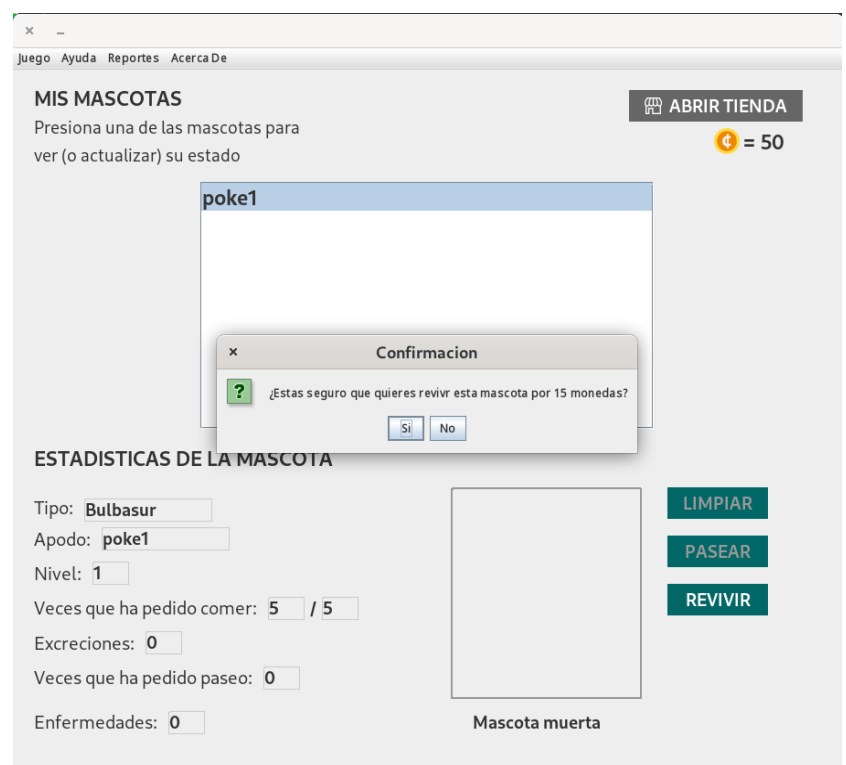 Juego Ayuda Reportes Acerca De
MIS MASCOTAS
ABRIR TIENDA
Presiona una de las mascotas para
ver (o actualizar) su estado
¢ = 50
poke1
Confirmacion
? ¿Estas seguro que quieres revivr esta mascota por 15 monedas?
Si No
ESTADISTICAS DE LA MASCOTA
Tipo: Bulbasur
Apodo: poke1
Nivel: 1
Veces que ha pedido comer: 5 / 5
Excreciones: 0
Veces que ha pedido paseo: 0
Enfermedades: 0
LIMPIAR
PASEAR
REVIVIR
Mascota muerta